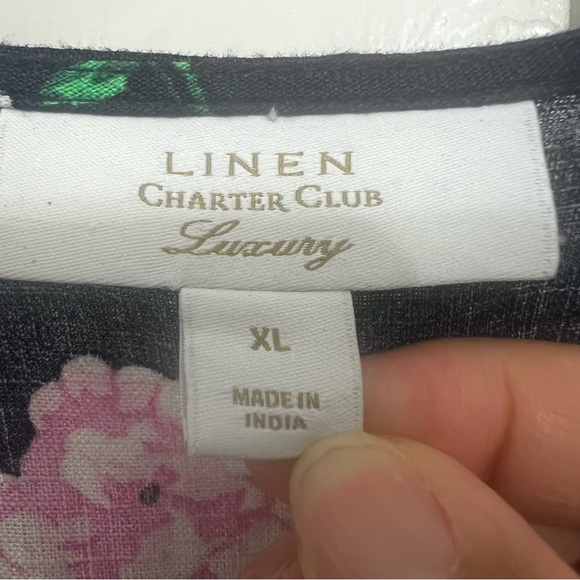 LINEN
CHARTER CLUB
Luxury
XL
MADE IN
INDIA